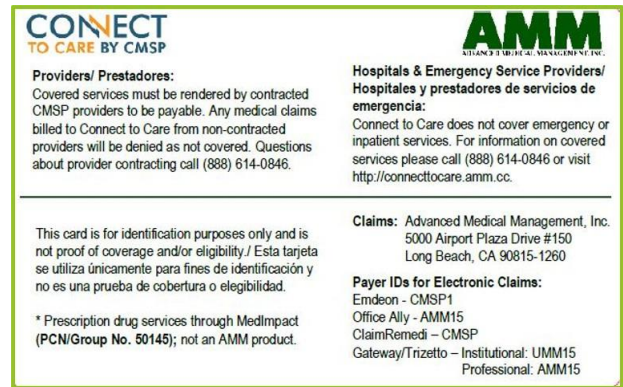 CONNECT
TO CARE BY CMSP
AMM
ADVANCED MEDICAL MANAGEMENT, INC.
Providers/ Prestadores:
Covered services must be rendered by contracted
CMSP providers to be payable. Any medical claims
billed to Connect to Care from non-contracted
providers will be denied as not covered. Questions
about provider contracting call (888) 614-0846.
Hospitals & Emergency Service Providers/
Hospitales y prestadores de servicios de
emergencia:
Connect to Care does not cover emergency or
inpatient services. For information on covered
services please call (888) 614-0846 or visit
http://connecttocare.amm.cc.
This card is for identification purposes only and is
not proof of coverage and/or eligibility./ Esta tarjeta
se utiliza únicamente para fines de identificación y
no es una prueba de cobertura o elegibilidad.
* Prescription drug services through MedImpact
(PCN/Group No. 50145); not an AMM product.
Claims: Advanced Medical Management, Inc.
5000 Airport Plaza Drive #150
Long Beach, CA 90815-1260
Payer IDs for Electronic Claims:
Emdeon - CMSP1
Office Ally - AMM15
ClaimRemedi – CMSP
Gateway/Trizetto – Institutional: UMM15
Professional: AMM15